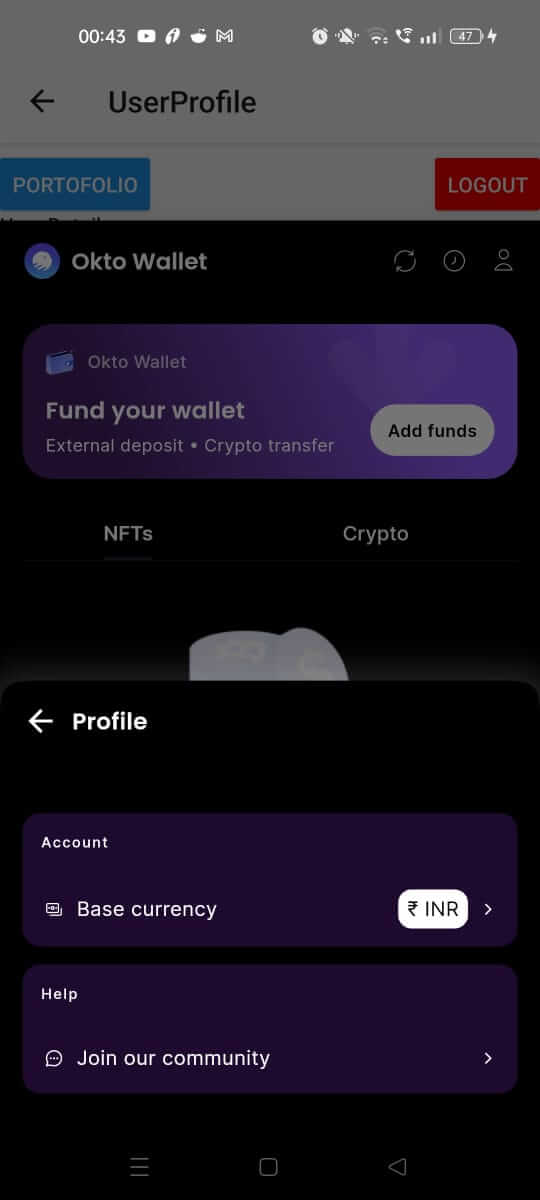 00:43
47
UserProfile
PORTOFOLIO
LOGOUT
Okto Wallet
Okto Wallet
Fund your wallet
External deposit • Crypto transfer
Add funds
NFTs
Crypto
Profile
Account
Base currency
₹ INR
Help
Join our community